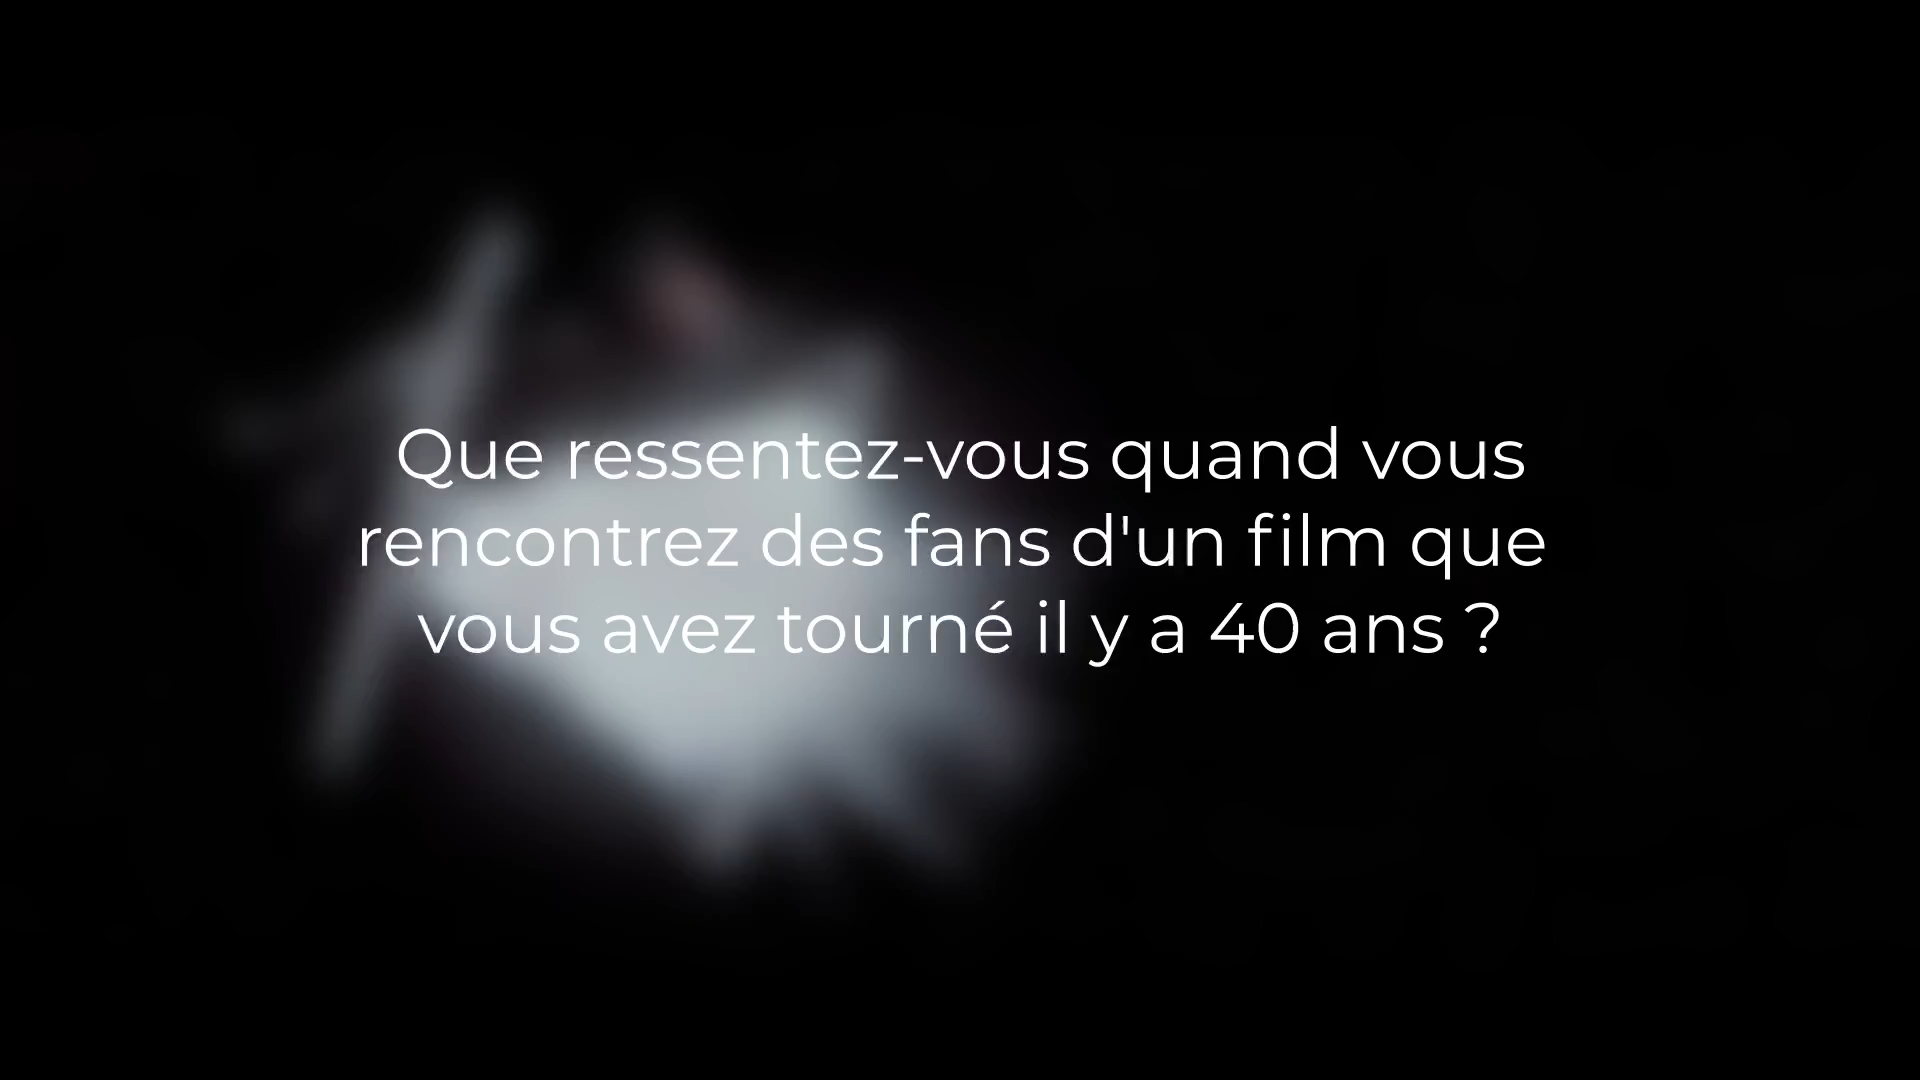 Que ressentez-vous quand vous
rencontrez des fans d'un film que
vous avez tourné il y a 40 ans ?